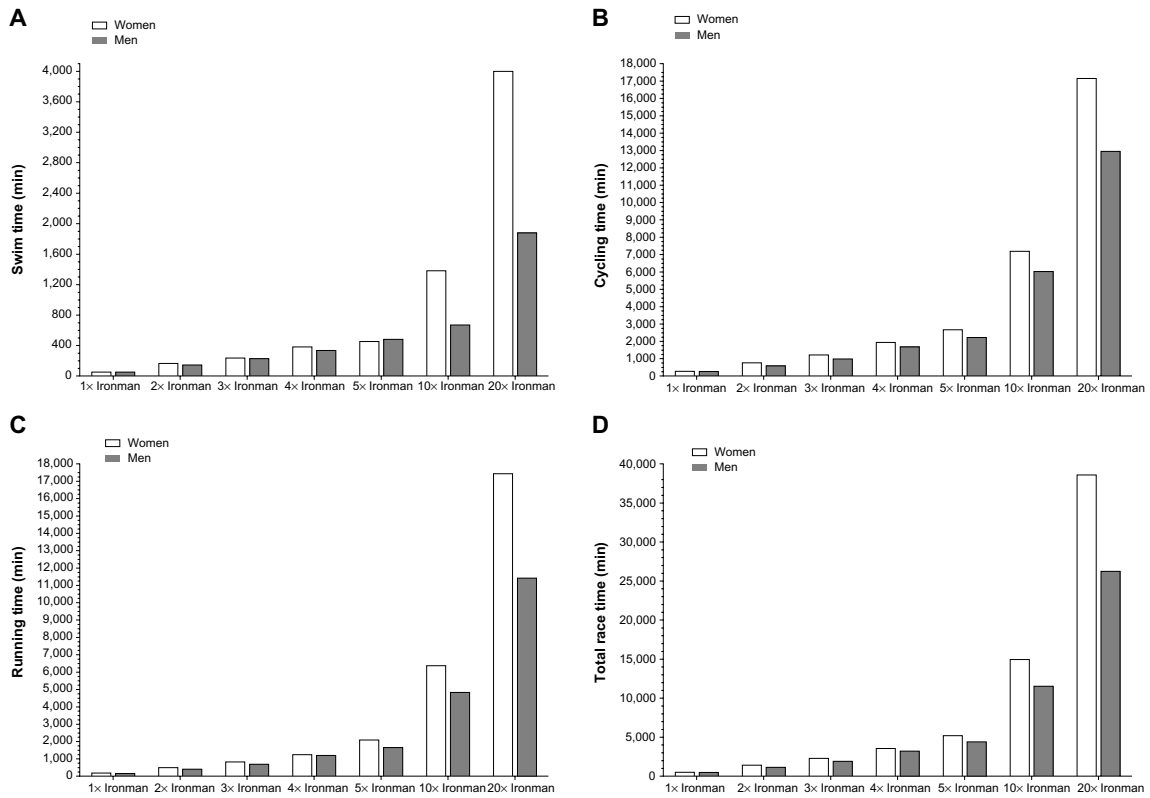 A
Women
Men
4,000
3,600
3,200
2,800
2,400
2,000
1,600
1,200
800
400
0
Swim time (min)
1× Ironman 2× Ironman 3× Ironman 4× Ironman 5× Ironman 10× Ironman 20× Ironman
B
Women
Men
18,000
17,000
16,000
15,000
14,000
13,000
12,000
11,000
10,000
9,000
8,000
7,000
6,000
5,000
4,000
3,000
2,000
1,000
0
Cycling time (min)
1× Ironman 2× Ironman 3× Ironman 4× Ironman 5× Ironman 10× Ironman 20× Ironman
C
Women
Men
18,000
17,000
16,000
15,000
14,000
13,000
12,000
11,000
10,000
9,000
8,000
7,000
6,000
5,000
4,000
3,000
2,000
1,000
0
Running time (min)
1× Ironman 2× Ironman 3× Ironman 4× Ironman 5× Ironman 10× Ironman 20× Ironman
D
Women
Men
40,000
35,000
30,000
25,000
20,000
15,000
10,000
5,000
0
Total race time (min)
1× Ironman 2× Ironman 3× Ironman 4× Ironman 5× Ironman 10× Ironman 20× Ironman